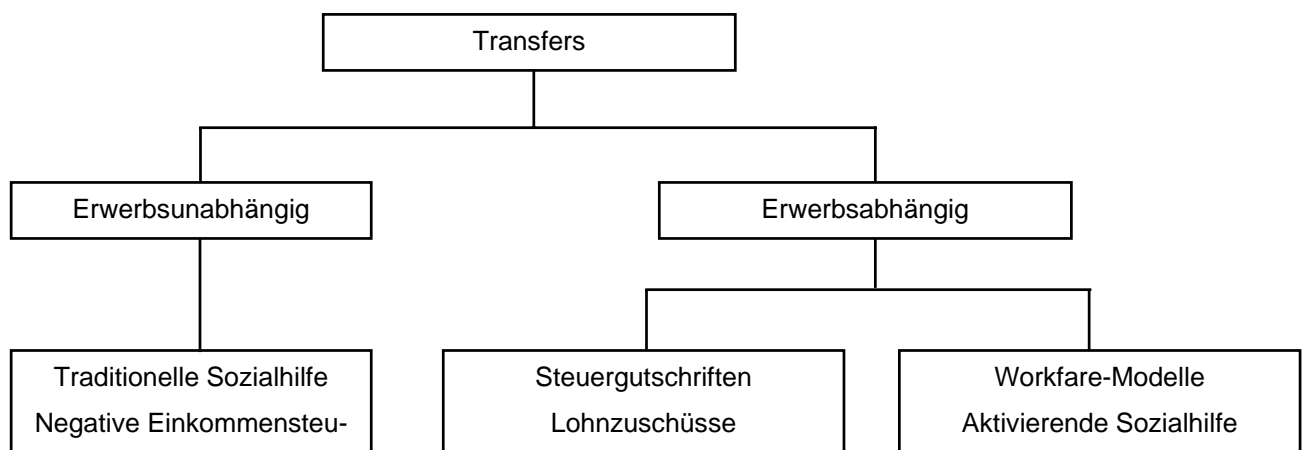 Transfers
Erwerbsunabhängig
Erwerbsabhängig
Traditionelle Sozialhilfe
Negative Einkommensteu-
Steuergutschriften
Lohnzuschüsse
Workfare-Modelle
Aktivierende Sozialhilfe